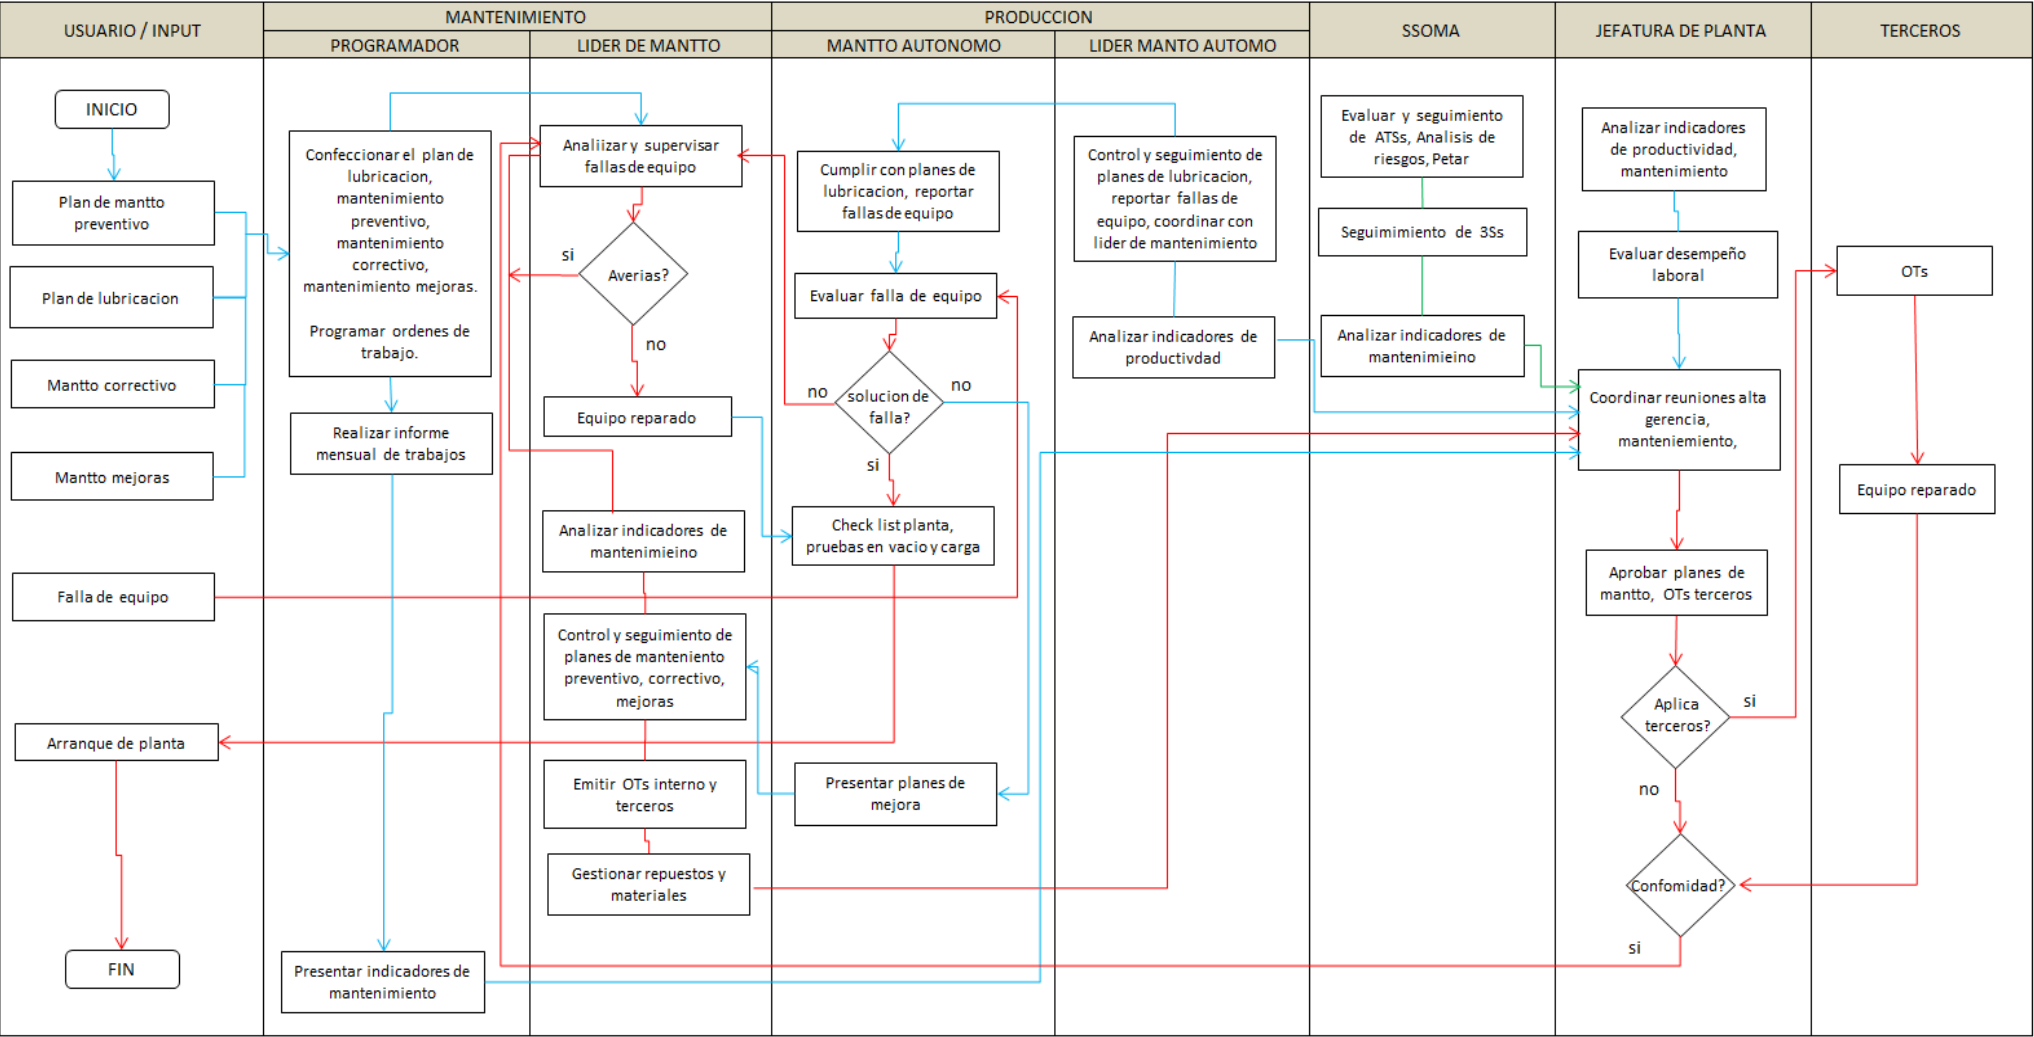 USUARIO / INPUT
MANTENIMIENTO
PROGRAMADOR
LIDER DE MANTTO
PRODUCCION
MANTTO AUTONOMO
LIDER MANTO AUTOMO
SSOMA
JEFATURA DE PLANTA
TERCEROS
INICIO
Plan de mantto
preventivo
Plan de lubricacion
Mantto correctivo
Mantto mejoras
Falla de equipo
Arranque de planta
FIN
Confeccionar el plan de
lubricacion,
mantenimiento
preventivo,
mantenimiento
correctivo,
mantenimiento mejoras.
Programar ordenes de
trabajo.
Realizar informe
mensual de trabajos
Presentar indicadores de
mantenimiento
Analiizar y supervisar
fallas de equipo
si
Averias?
no
Equipo reparado
Analizar indicadores de
mantenimieino
Control y seguimiento de
planes de manteniento
preventivo, correctivo,
mejoras
Emitir OTs interno y
terceros
Gestionar repuestos y
materiales
Cumplir con planes de
lubricacion, reportar
fallas de equipo
Evaluar falla de equipo
no
solucion de
falla?
no
si
Check list planta,
pruebas en vacio y carga
Presentar planes de
mejora
Control y seguimiento de
planes de lubricacion,
reportar fallas de
equipo, coordinar con
lider de mantenimiento
Analizar indicadores de
productivdad
Evaluar y seguimiento
de ATSs, Analisis de
riesgos, Petar
Seguimimiento de 3Ss
Analizar indicadores de
mantenimieino
Analizar indicadores
de productividad,
mantenimiento
Evaluar desempeño
laboral
Coordinar reuniones alta
gerencia,
manteniemiento,
Aprobar planes de
mantto, OTs terceros
Aplica
terceros?
si
no
Confomidad?
si
OTs
Equipo reparado